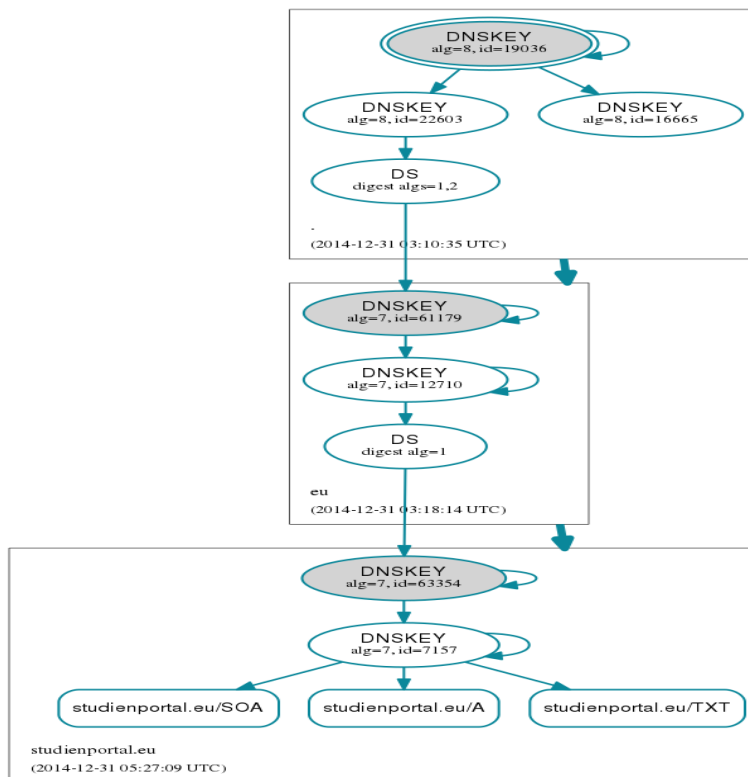 DNSKEY
alg=8, id=19036
DNSKEY
alg=8, id=22603
DNSKEY
alg=8, id=16665
DS
digest algs=1,2
.
(2014-12-31 03:10:35 UTC)
DNSKEY
alg=7, id=61179
DNSKEY
alg=7, id=12710
DS
digest alg=1
eu
(2014-12-31 03:18:14 UTC)
DNSKEY
alg=7, id=63354
DNSKEY
alg=7, id=7157
studienportal.eu/SOA
studienportal.eu/A
studienportal.eu/TXT
studienportal.eu
(2014-12-31 05:27:09 UTC)